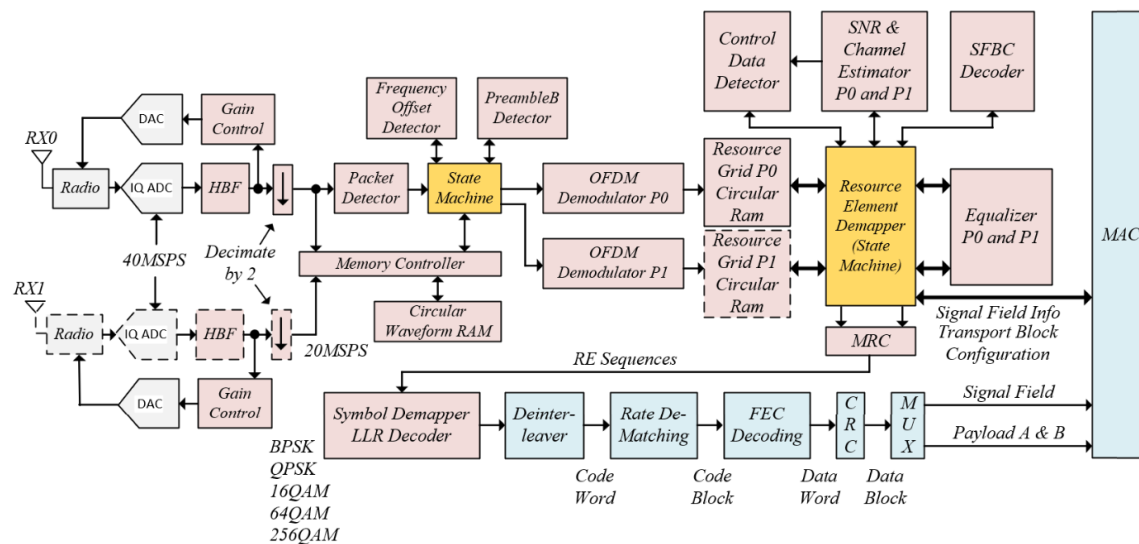 RX0
Radio
DAC
IQ ADC
Gain
Control
HBF
40MSPS
Decimate
by 2
RX1
Radio
IQ ADC
HBF
DAC
Gain
Control
20MSPS
Packet
Detector
Frequency
Offset
Detector
PreambleB
Detector
State
Machine
Memory Controller
Circular
Waveform RAM
OFDM
Demodulator P0
OFDM
Demodulator P1
Resource
Grid P0
Circular
Ram
Resource
Grid P1
Circular
Ram
Control
Data
Detector
SNR &
Channel
Estimator
P0 and P1
SFBC
Decoder
Resource
Element
Demapper
(State
Machine)
Equalizer
P0 and P1
MAC
Signal Field Info
Transport Block
Configuration
MRC
RE Sequences
Symbol Demapper
LLR Decoder
Deinter-
leaver
Rate De-
Matching
FEC
Decoding
C
R
C
M
U
X
Signal Field
Payload A & B
BPSK
QPSK
16QAM
64QAM
256QAM
Code
Word
Code
Block
Data
Word
Data
Block